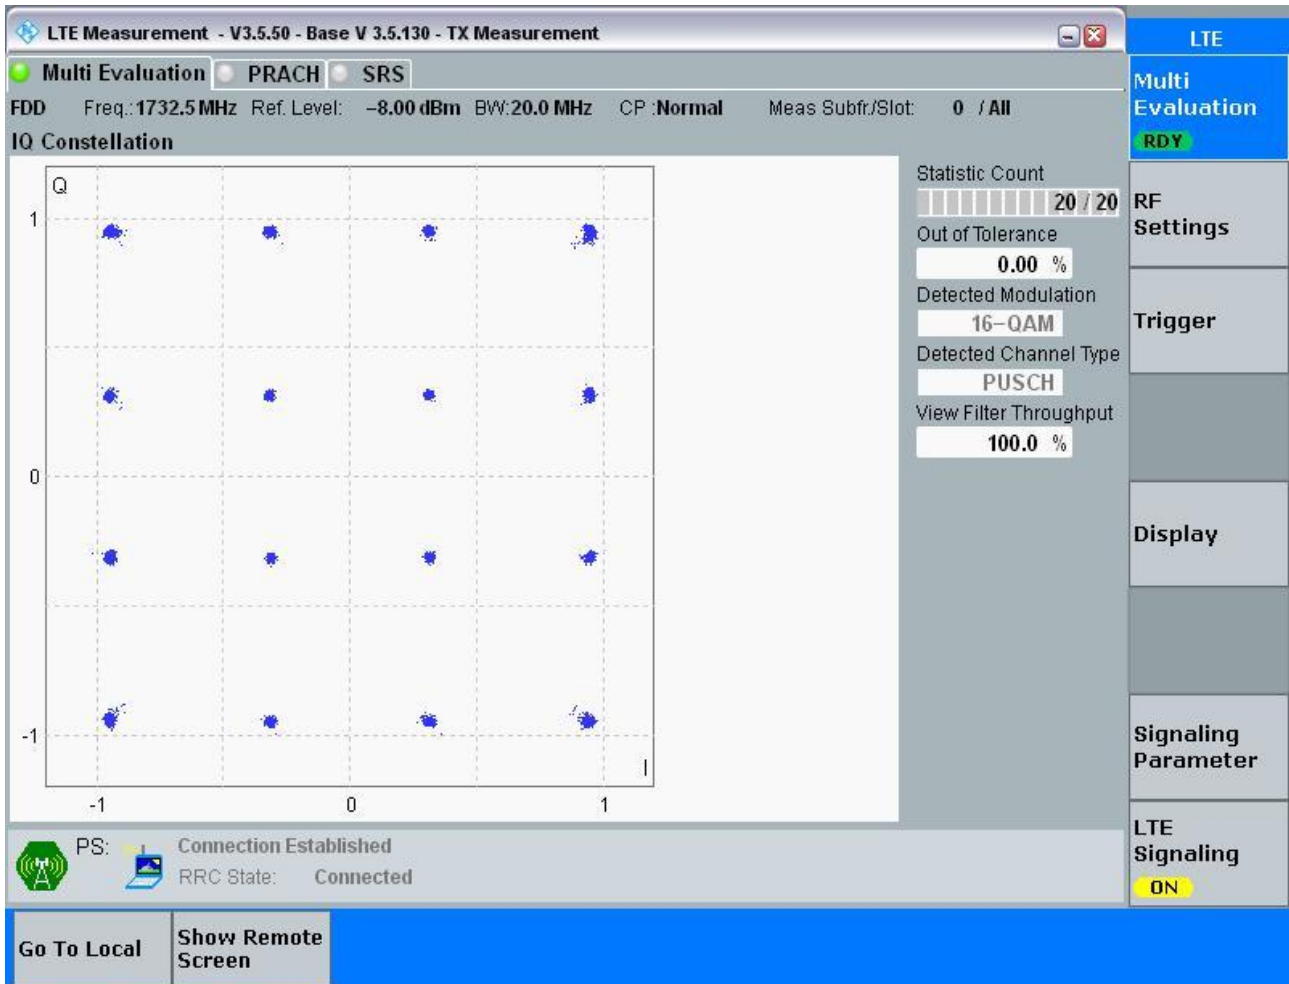 LTE Measurement - V3.5.50 - Base V 3.5.130 - TX Measurement
Multi Evaluation PRACH SRS
FDD Freq.:1732.5 MHz Ref. Level: −8.00 dBm BW:20.0 MHz CP :Normal Meas Subfr./Slot: 0 / All
IQ Constellation
Q
1
0
-1
I
-1 0 1
Statistic Count
20 / 20
Out of Tolerance
0.00 %
Detected Modulation
16−QAM
Detected Channel Type
PUSCH
View Filter Throughput
100.0 %
PS: Connection Established
RRC State: Connected
LTE
Multi
Evaluation
RDY
RF
Settings
Trigger
Display
Signaling
Parameter
LTE
Signaling
ON
Go To Local
Show Remote
Screen